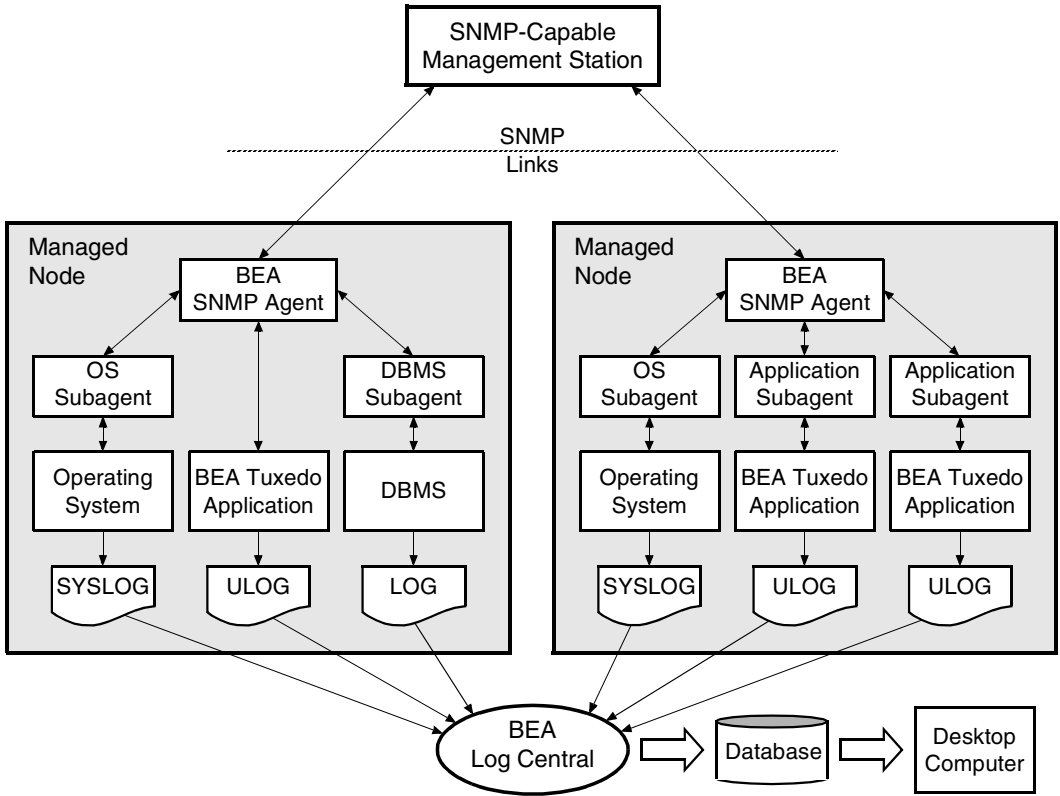 SNMP-Capable
Management Station
SNMP
Links
Managed
Node
BEA
SNMP Agent
OS
Subagent
DBMS
Subagent
Operating
System
BEA Tuxedo
Application
DBMS
SYSLOG
ULOG
LOG
Managed
Node
BEA
SNMP Agent
OS
Subagent
Application
Subagent
Application
Subagent
Operating
System
BEA Tuxedo
Application
BEA Tuxedo
Application
SYSLOG
ULOG
ULOG
BEA
Log Central
Database
Desktop
Computer